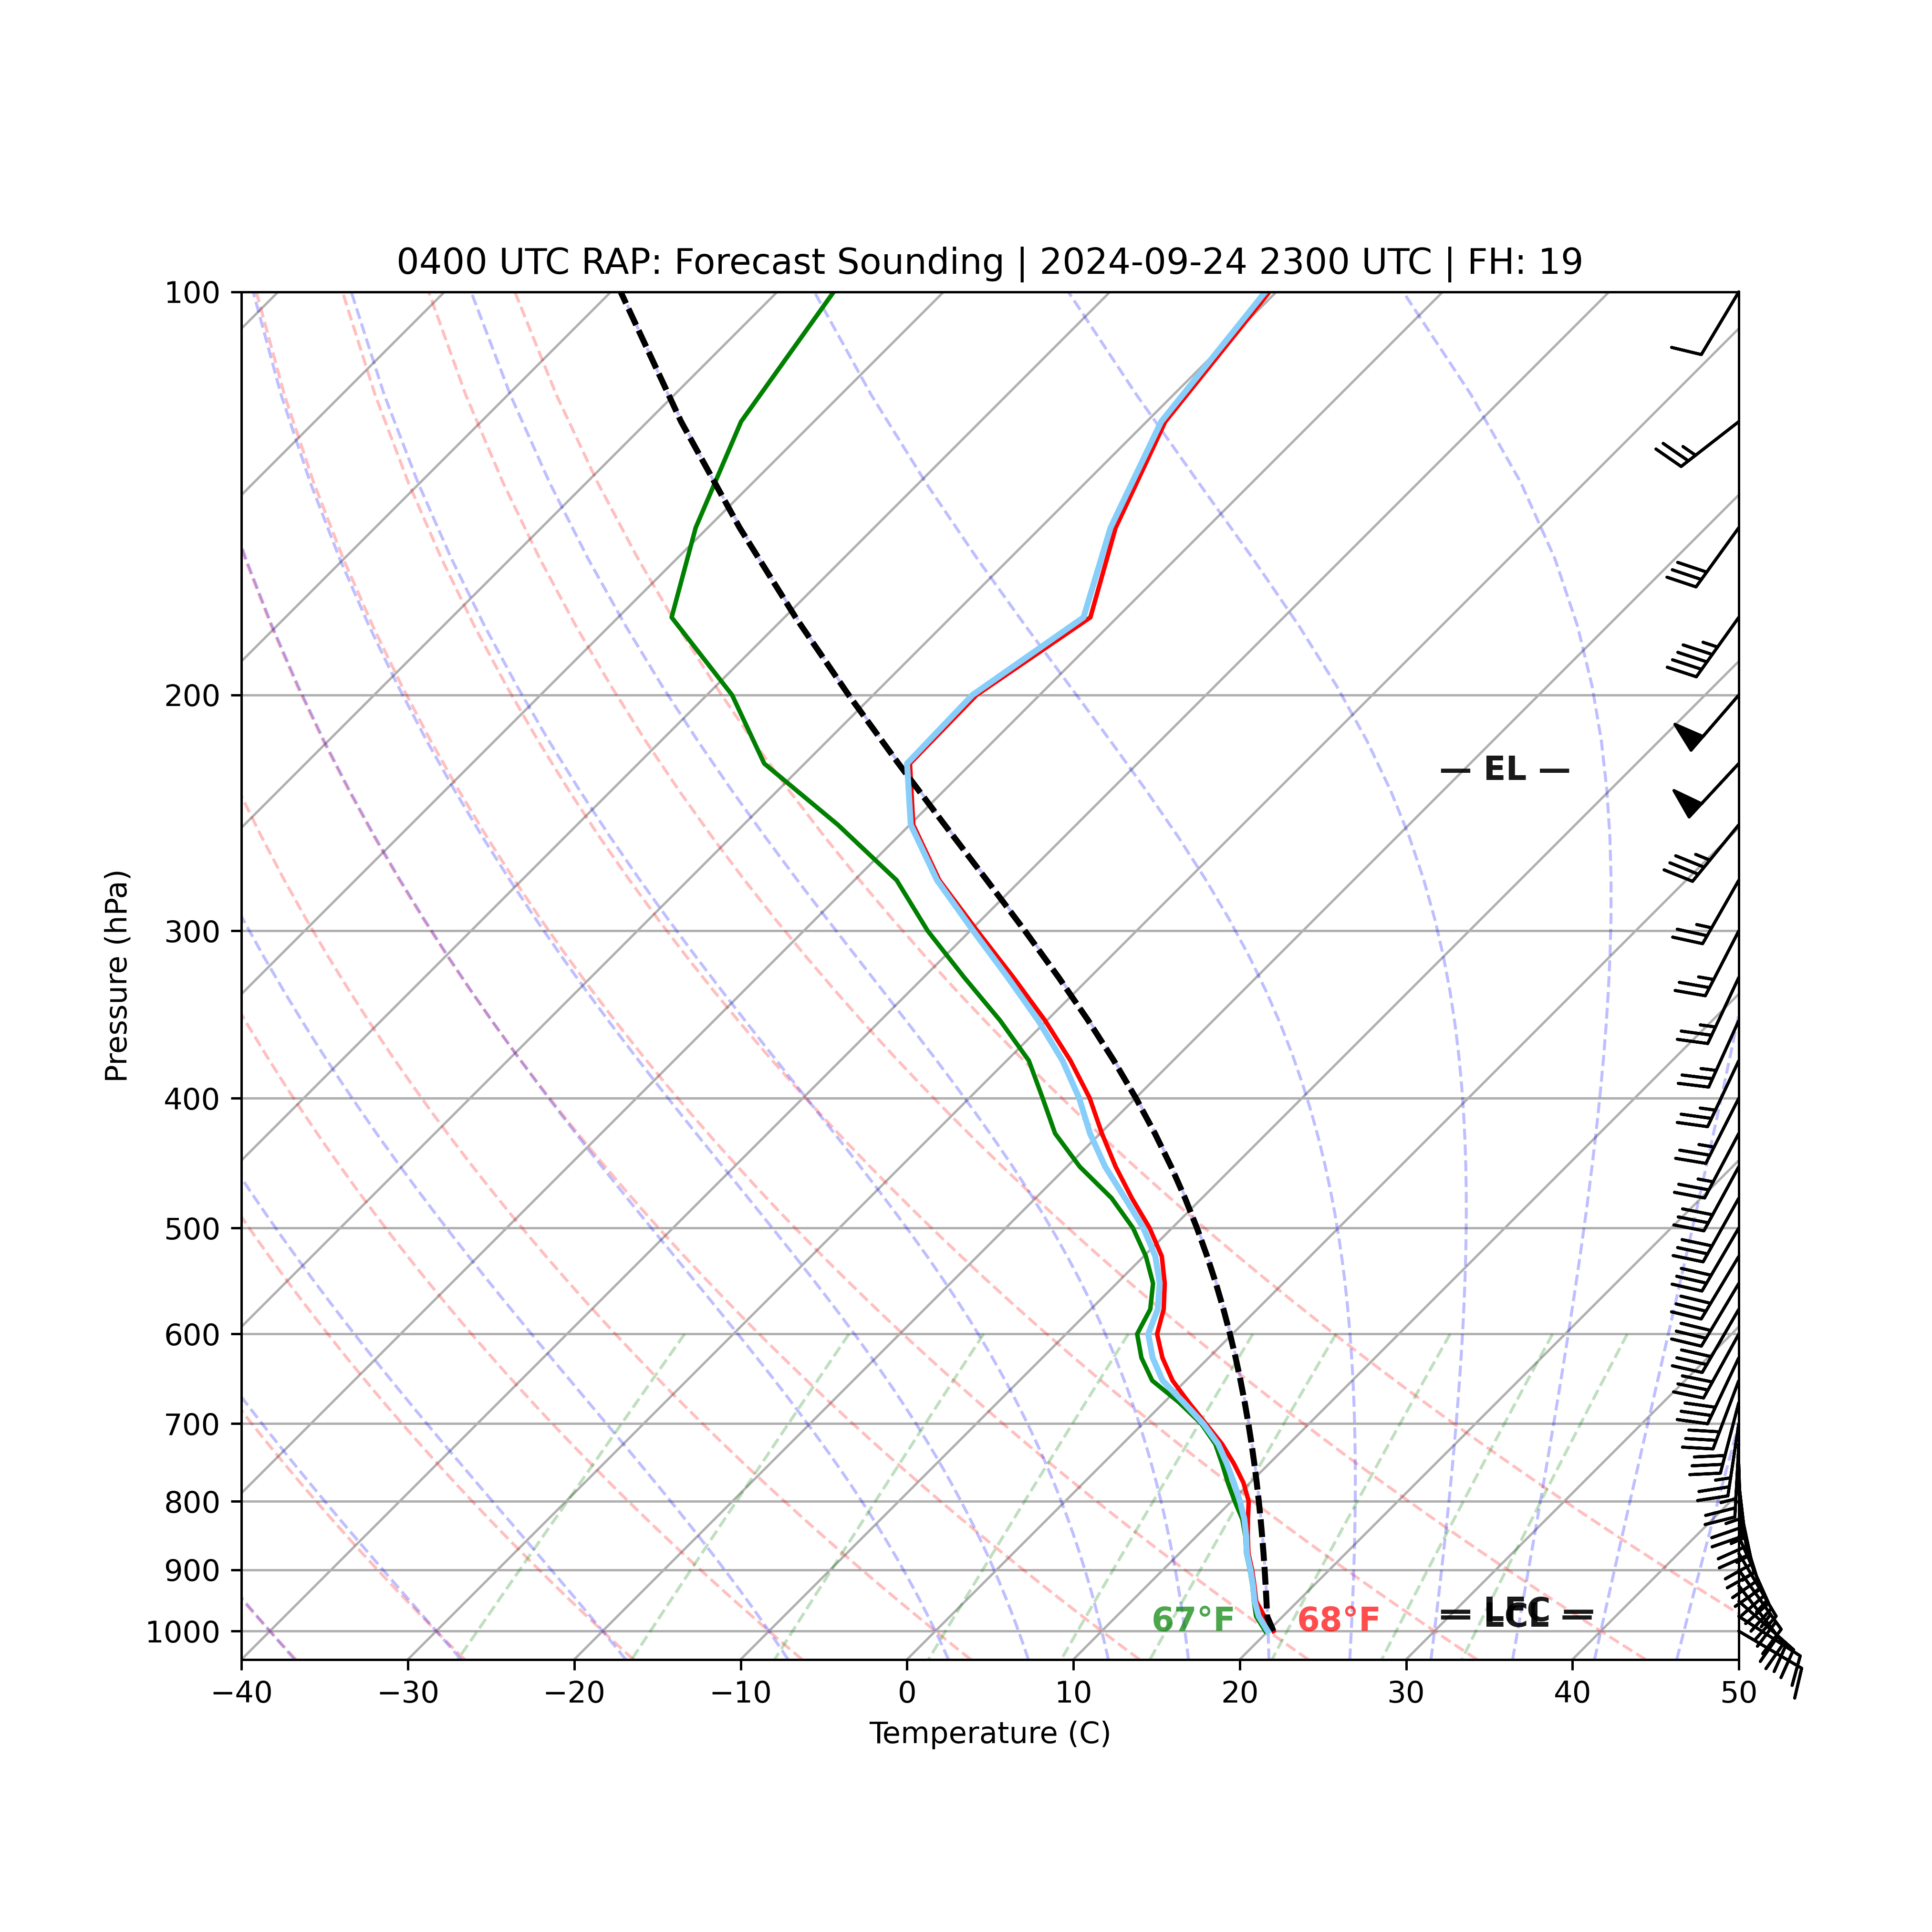 0400 UTC RAP: Forecast Sounding | 2024-09-24 2300 UTC | FH: 19
100
200
— EL —
300
Pressure (hPa)
400
500
600
700
800
900
67°F 68°F
1000
−40 −30 −20 −10 0 10 20 30 40 50
Temperature (C)